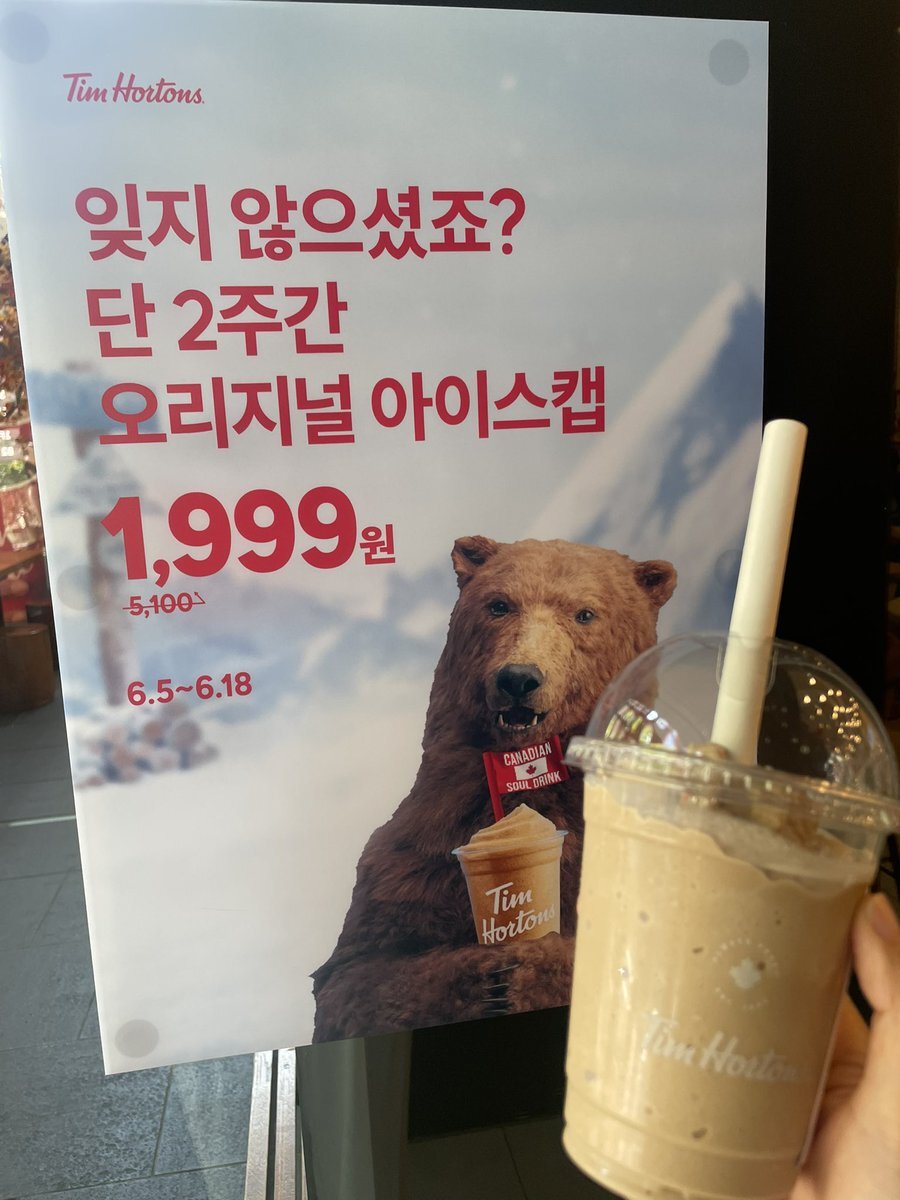 Tim Hortons.
잊지 않으셨죠?
단 2주간
오리지널 아이스캡
1,999원
5,100
6.5~6.18
CANADIAN
SOUL DRINK
Tim
Hortons
Tim Hortons